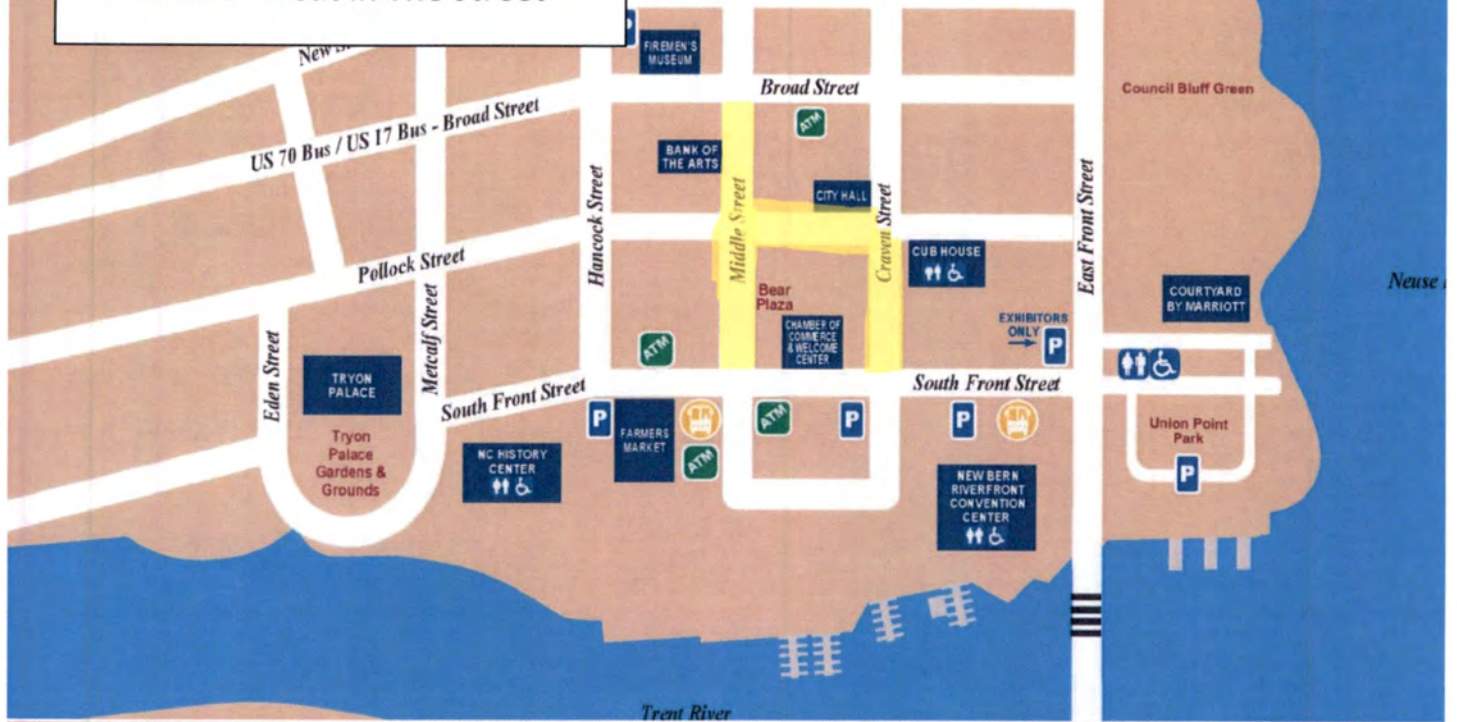 New
FIREMEN'S
MUSEUM
Broad Street
Council Bluff Green
ATM
US 70 Bus / US 17 Bus - Broad Street
BANK OF
THE ARTS
CITY HALL
Hancock Street
Middle Street
Craven Street
East Front Street
Pollock Street
CUB HOUSE
Neuse
Bear
Plaza
COURTYARD
BY MARRIOTT
CHAMBER OF
COMMERCE
& WELCOME
CENTER
EXHIBITORS
ONLY
P
ATM
Eden Street
Metcalf Street
TRYON
PALACE
South Front Street
South Front Street
P
FARMERS
MARKET
ATM
P
P
Union Point
Park
P
Tryon
Palace
Gardens &
Grounds
NC HISTORY
CENTER
ATM
NEW BERN
RIVERFRONT
CONVENTION
CENTER
Trent River